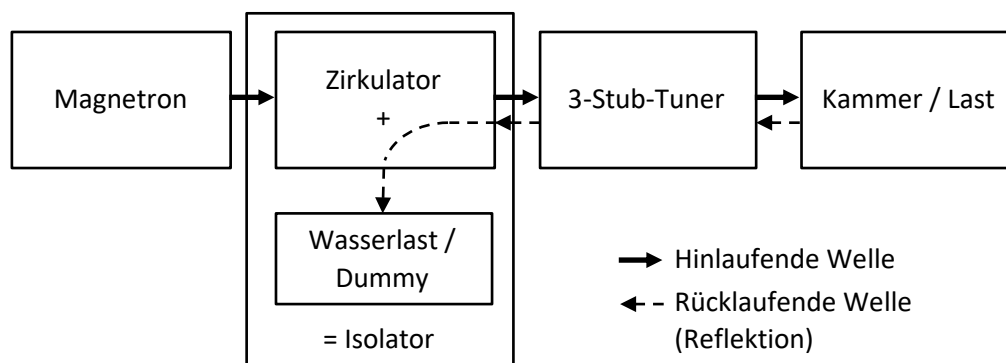 Magnetron
Zirkulator
+
3-Stub-Tuner
Kammer / Last
Wasserlast /
Dummy
= Isolator
Hinlaufende Welle
Rücklaufende Welle
(Reflektion)